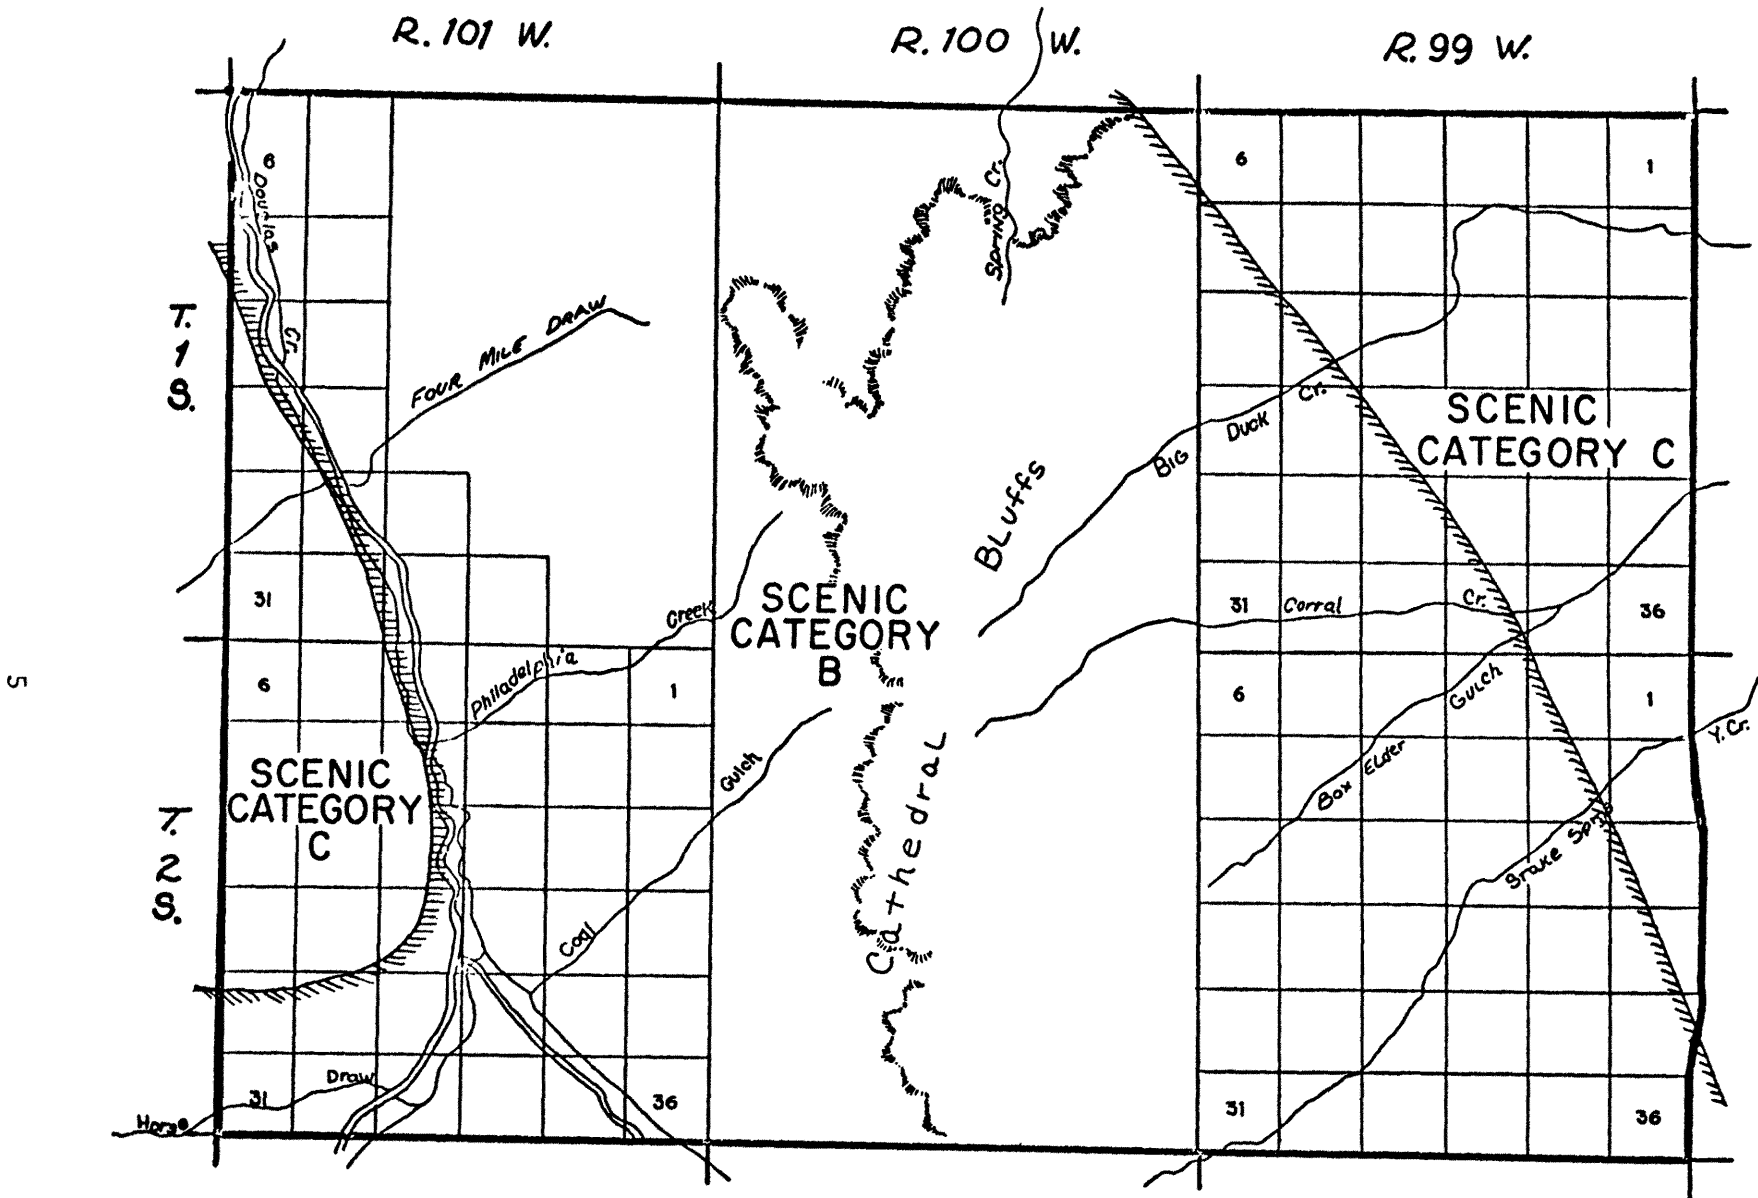 R. 101 W.
R. 100 W.
R. 99 W.
6
Douglas
Cr.
T.
1
S.
FOUR MILE DRAW
SPRING Cr.
6
1
BIG DUCK Cr.
SCENIC
CATEGORY C
BLuffs
31
SCENIC
CATEGORY
B
Philadelphia Creek
31
Corral Cr.
36
6
1
6
1
Box ELDER GULCH
Y. Cr.
SCENIC
CATEGORY
C
T.
2
S.
Coal Gulch
Cathedral
Brake Spr.
31
Draw
Horse
36
31
36
5